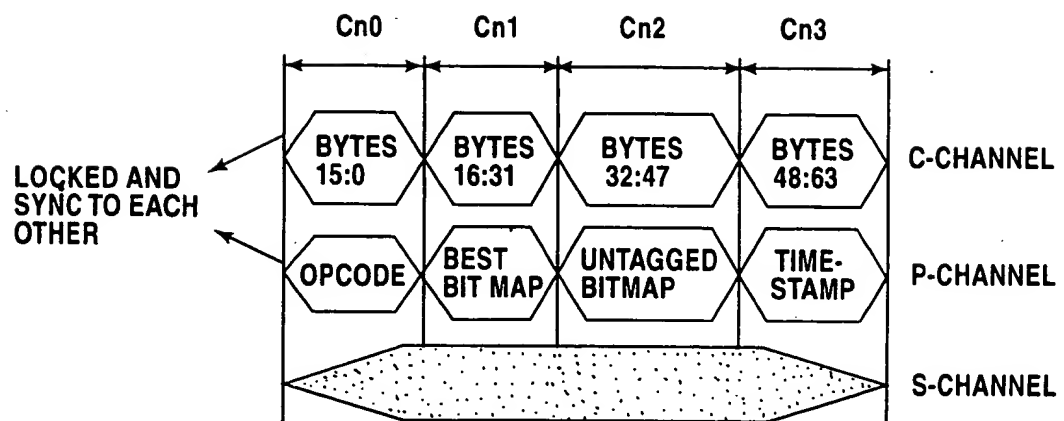 Cn0 Cn1 Cn2 Cn3
BYTES 15:0
BYTES 16:31
BYTES 32:47
BYTES 48:63
C-CHANNEL
LOCKED AND
SYNC TO EACH
OTHER
OPCODE
BEST
BIT MAP
UNTAGGED
BITMAP
TIME-
STAMP
P-CHANNEL
S-CHANNEL